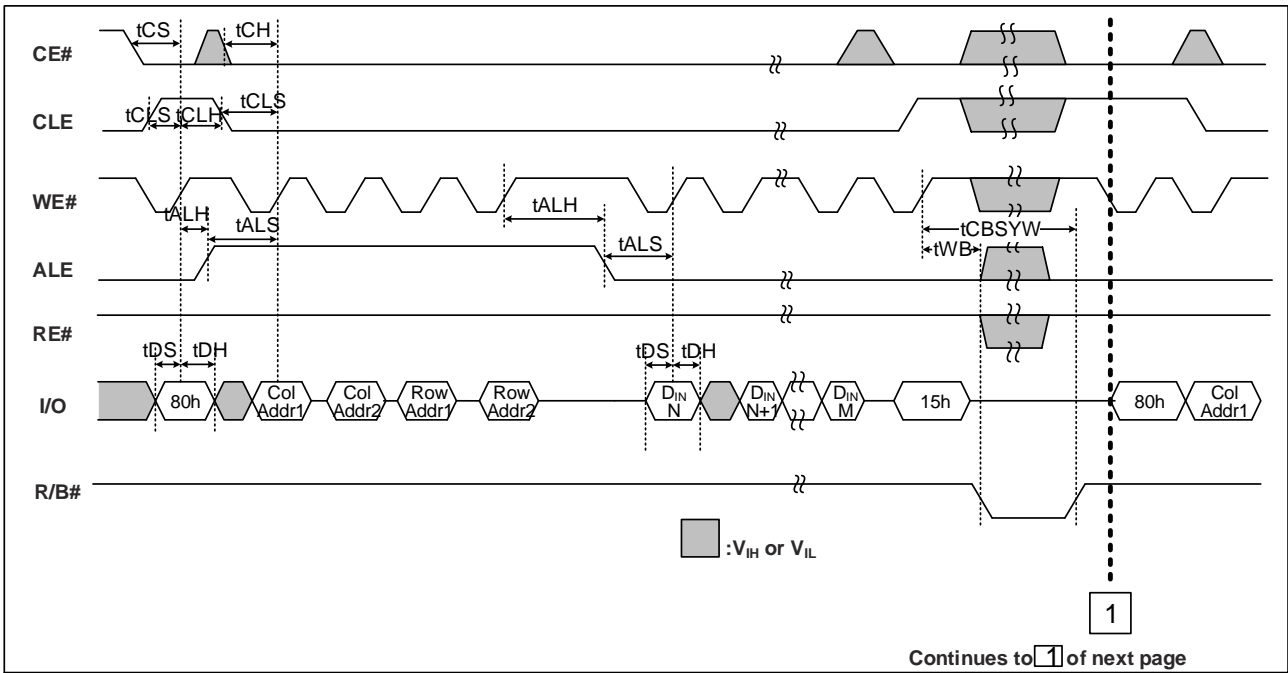 tCS
tCH
CE#
tCLS
tCLH
tCLS
CLE
WE#
tALH
tALS
tALH
tALS
tCBSYW
tWB
ALE
RE#
tDS
tDH
tDS
tDH
I/O
80h
Col Addr1
Col Addr2
Row Addr1
Row Addr2
DIN N
DIN N+1
DIN M
15h
80h
Col Addr1
R/B#
:VIH or VIL
1
Continues to 1 of next page